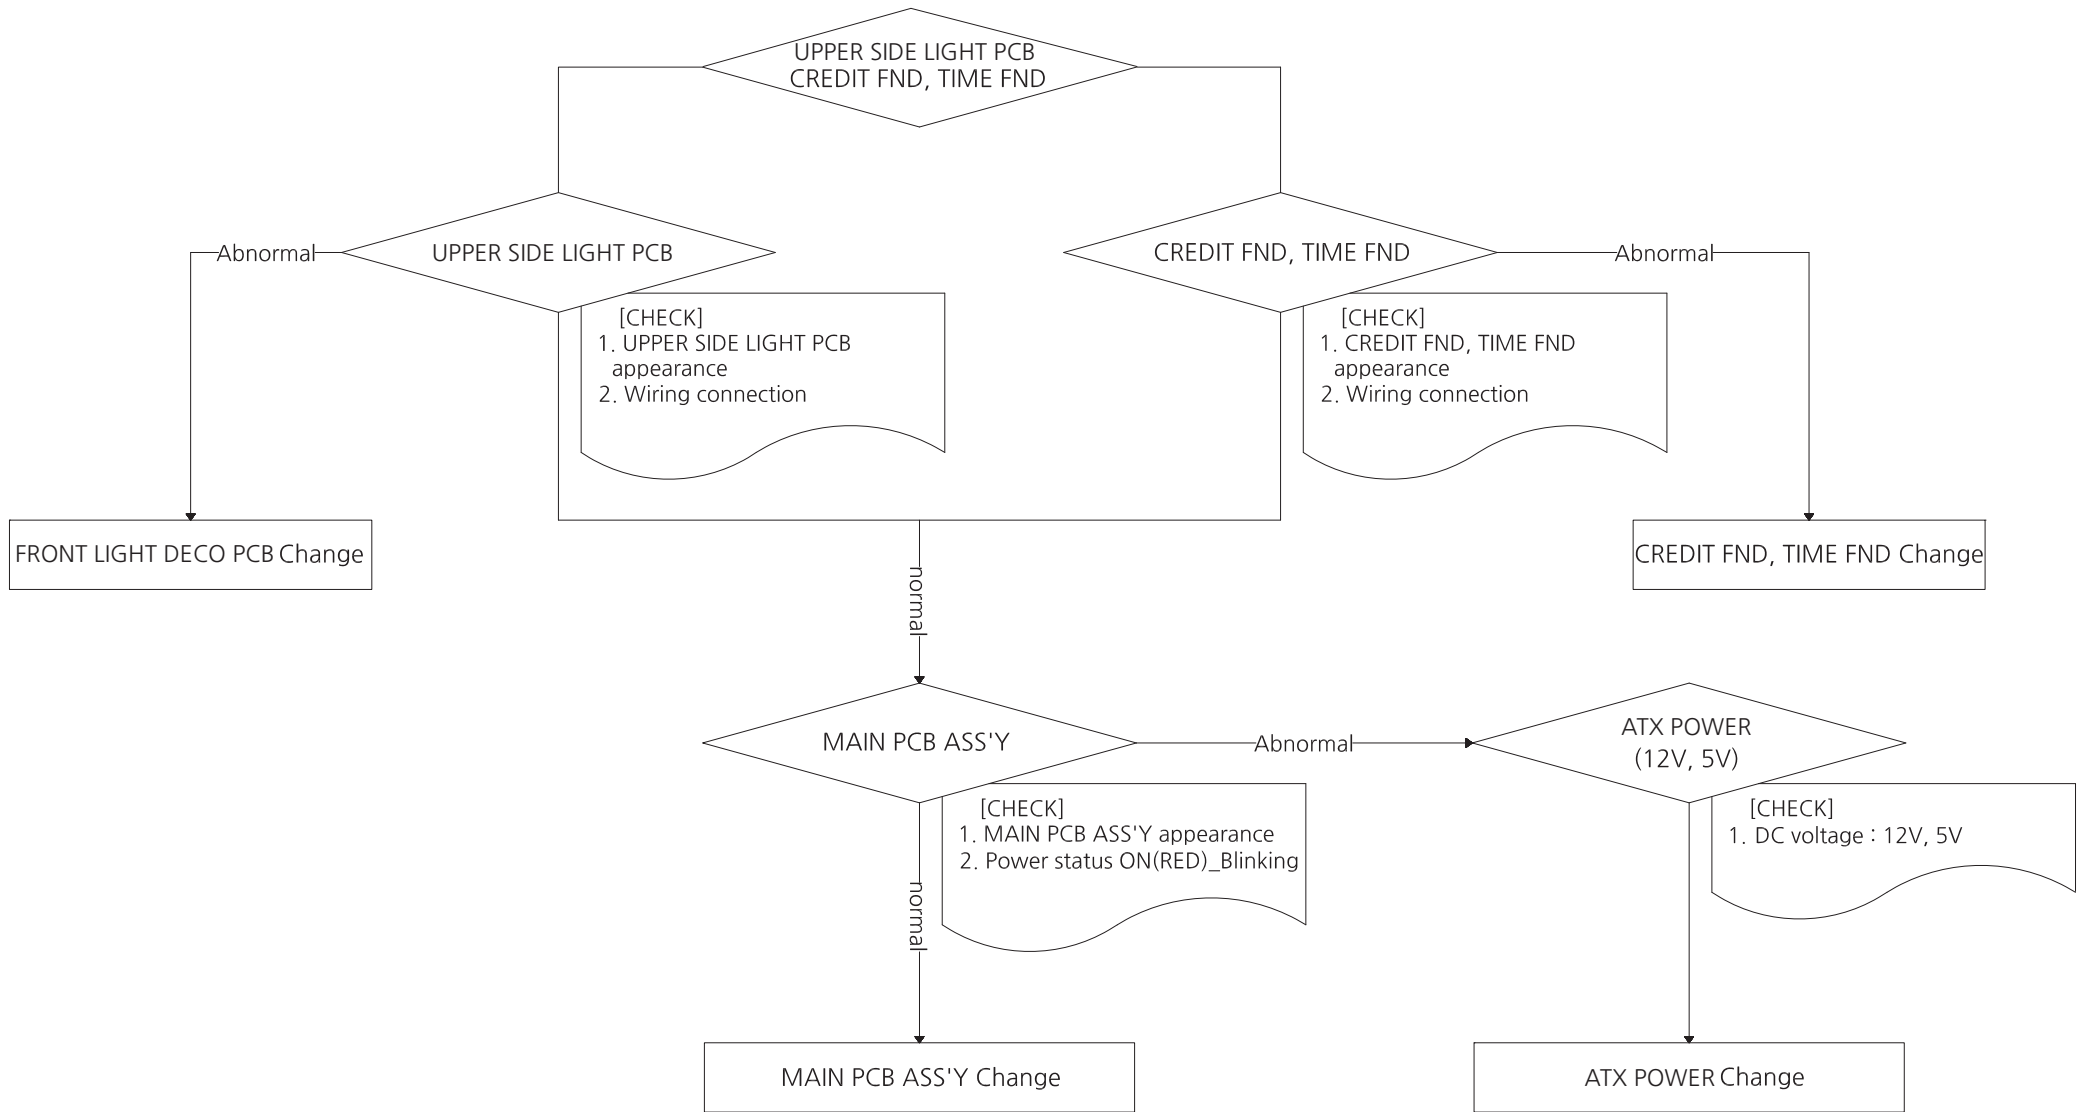 UPPER SIDE LIGHT PCB
CREDIT FND, TIME FND
Abnormal
UPPER SIDE LIGHT PCB
CREDIT FND, TIME FND
Abnormal
[CHECK]
1. UPPER SIDE LIGHT PCB
appearance
2. Wiring connection
[CHECK]
1. CREDIT FND, TIME FND
appearance
2. Wiring connection
FRONT LIGHT DECO PCB Change
CREDIT FND, TIME FND Change
normal
MAIN PCB ASS'Y
Abnormal
ATX POWER
(12V, 5V)
[CHECK]
1. MAIN PCB ASS'Y appearance
2. Power status ON(RED)_Blinking
[CHECK]
1. DC voltage : 12V, 5V
normal
MAIN PCB ASS'Y Change
ATX POWER Change